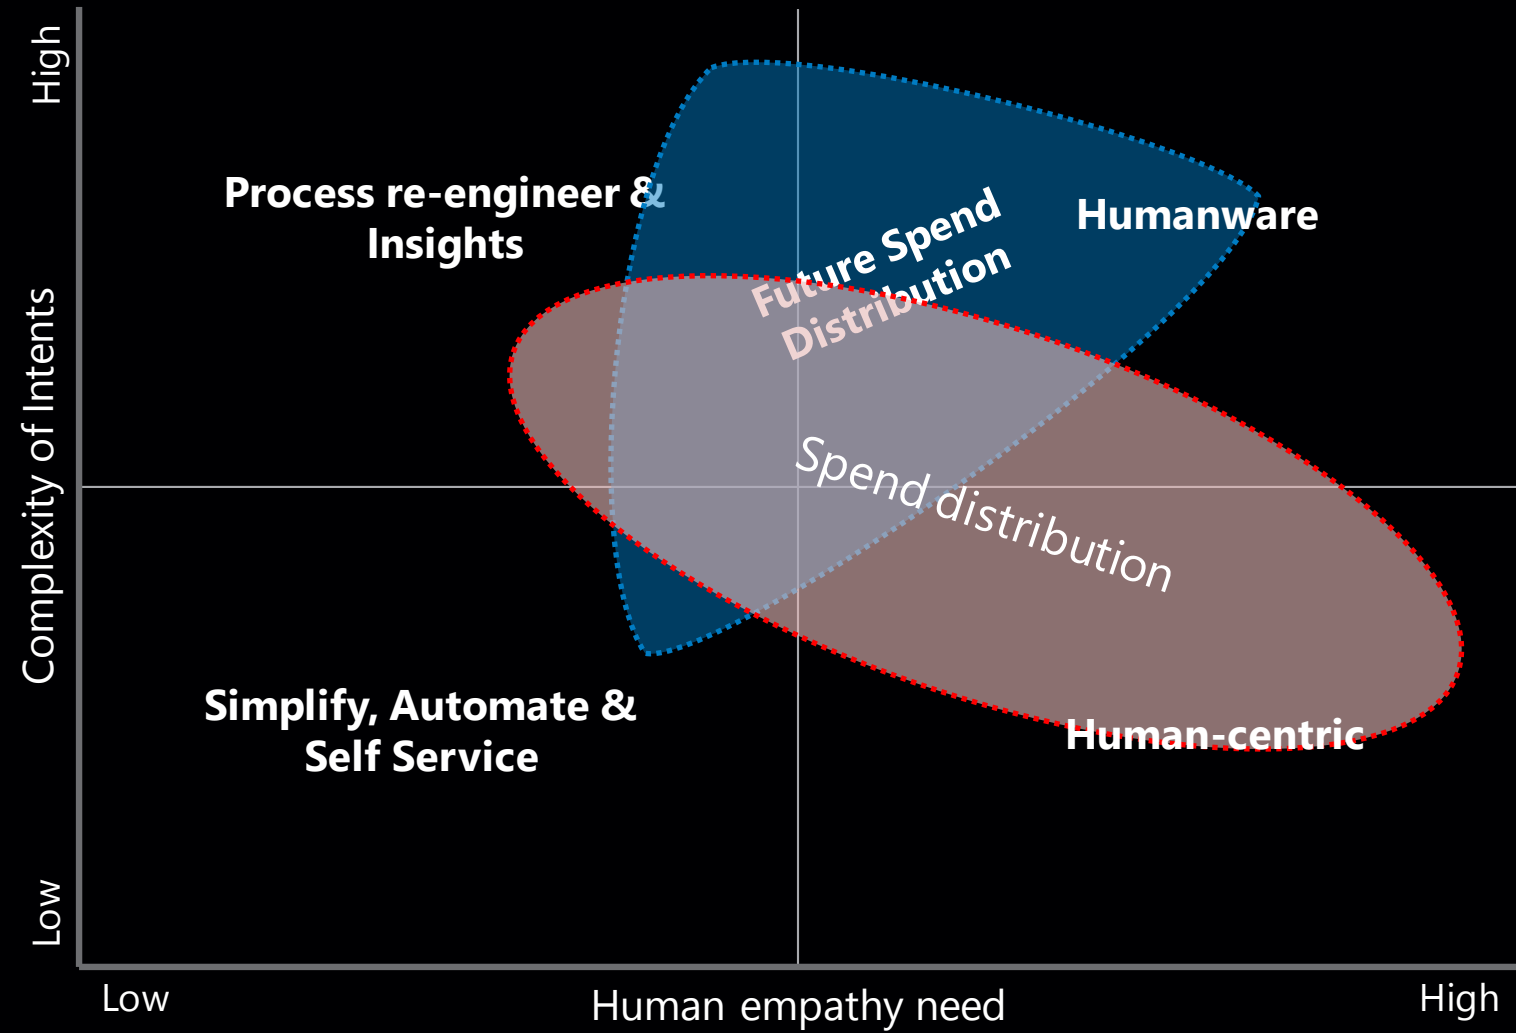 High
Process re-engineer &
Insights
Humanware
Future Spend
Distribution
Complexity of Intents
Spend distribution
Simplify, Automate &
Self Service
Human-centric
Low
Low
Human empathy need
High